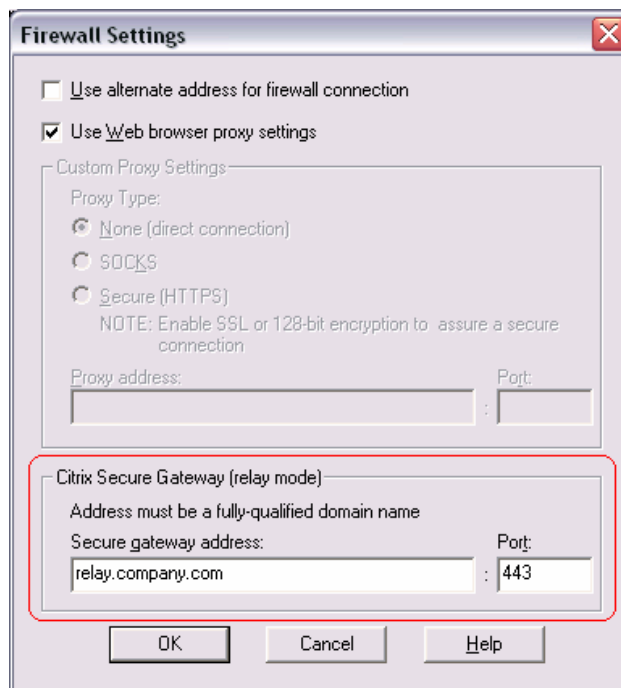 Firewall Settings
Use alternate address for firewall connection
Use Web browser proxy settings
Custom Proxy Settings
Proxy Type:
None (direct connection)
SOCKS
Secure (HTTPS)
NOTE: Enable SSL or 128-bit encryption to assure a secure
connection
Proxy address: Port:
:
Citrix Secure Gateway (relay mode)
Address must be a fully-qualified domain name
Secure gateway address: Port:
relay.company.com : 443
OK Cancel Help